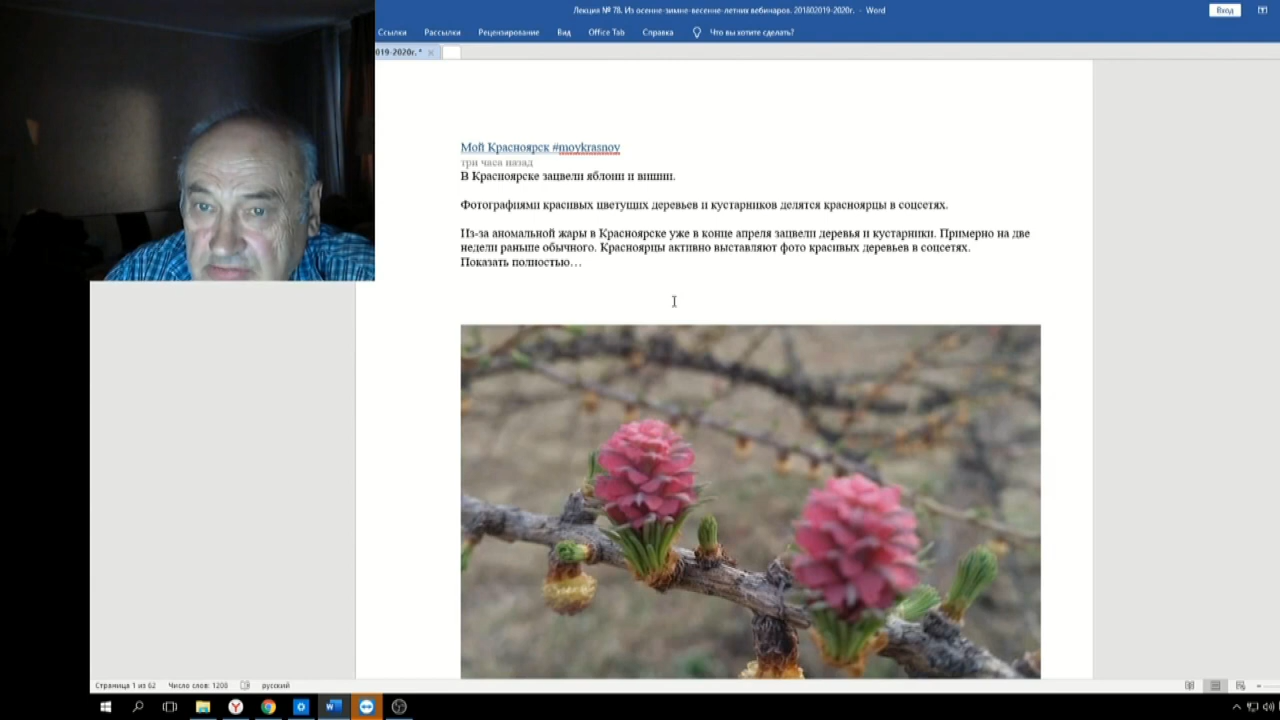 Лекция № 78. Из осенне-зимне-весенне-летних вебинаров. 201802019-2020г. - Word
Вход
Ссылки Рассылки Рецензирование Вид Office Tab Справка Что вы хотите сделать?
019-2020г. *
Мой Красноярск #moykrasnoy
три часа назад
В Красноярске зацвели яблони и вишни.
Фотографиями красивых цветущих деревьев и кустарников делятся красноярцы в соцсетях.
Из-за аномальной жары в Красноярске уже в конце апреля зацвели деревья и кустарники. Примерно на две
недели раньше обычного. Красноярцы активно выставляют фото красивых деревьев в соцсетях.
Показать полностью…
Страница 1 из 62 Число слов: 1200 русский